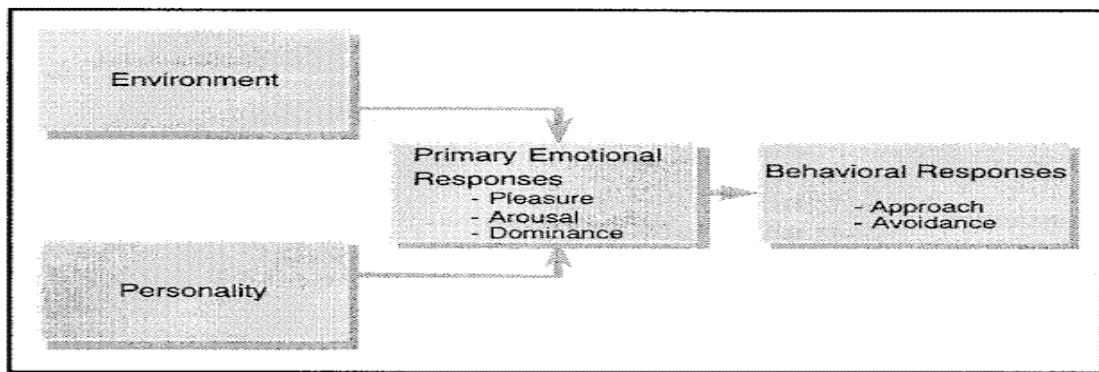 Environment
Primary Emotional
Responses
- Pleasure
- Arousal
- Dominance
Behavioral Responses
- Approach
- Avoidance
Personality